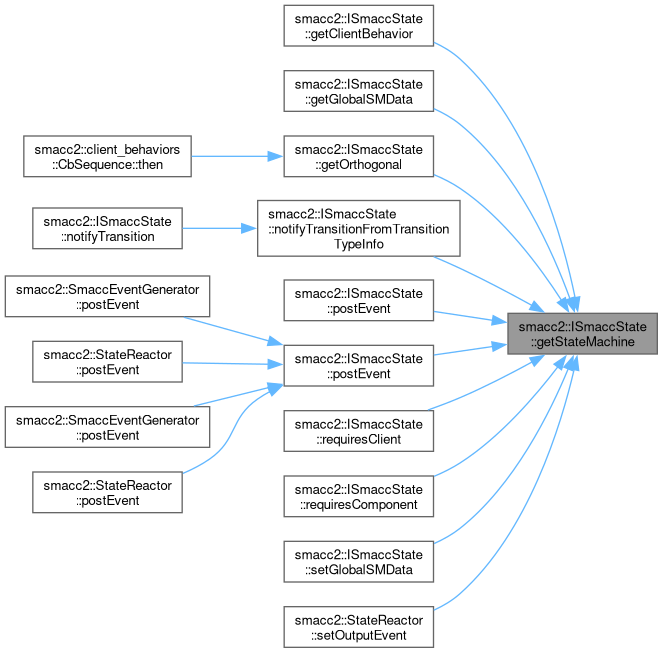 smacc2::ISmaccState
::getClientBehavior
smacc2::ISmaccState
::getGlobalSMData
smacc2::client_behaviors
::CbSequence::then
smacc2::ISmaccState
::getOrthogonal
smacc2::ISmaccState
::notifyTransition
smacc2::ISmaccState
::notifyTransitionFromTransition
TypeInfo
smacc2::SmaccEventGenerator
::postEvent
smacc2::ISmaccState
::postEvent
smacc2::ISmaccState
::getStateMachine
smacc2::StateReactor
::postEvent
smacc2::ISmaccState
::postEvent
smacc2::SmaccEventGenerator
::postEvent
smacc2::ISmaccState
::requiresClient
smacc2::StateReactor
::postEvent
smacc2::ISmaccState
::requiresComponent
smacc2::ISmaccState
::setGlobalSMData
smacc2::StateReactor
::setOutputEvent